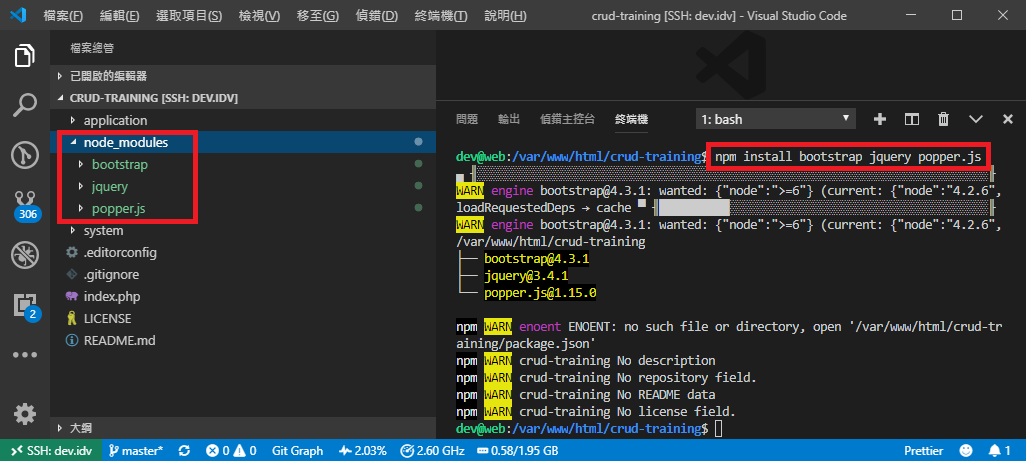 檔案(F) 編輯(E) 選取項目(S) 檢視(V) 移至(G) 偵錯(D) 終端機(T) 說明(H) crud-training [SSH: dev.idv] - Visual Studio Code
檔案總管
已開啟的編輯器
CRUD-TRAINING [SSH: DEV.IDV]
application
node_modules
bootstrap
jquery
popper.js
system
.editorconfig
.gitignore
index.php
LICENSE
README.md
大綱
306
2
問題 輸出 偵錯主控台 終端機 1: bash
dev@web:/var/www/html/crud-training$ npm install bootstrap jquery popper.js
WARN engine bootstrap@4.3.1: wanted: {"node":">=6"} (current: {"node":"4.2.6",
loadRequestedDeps → cache
WARN engine bootstrap@4.3.1: wanted: {"node":">=6"} (current: {"node":"4.2.6",
/var/www/html/crud-training
├── bootstrap@4.3.1
├── jquery@3.4.1
└── popper.js@1.15.0
npm WARN enoent ENOENT: no such file or directory, open '/var/www/html/crud-tr
aining/package.json'
npm WARN crud-training No description
npm WARN crud-training No repository field.
npm WARN crud-training No README data
npm WARN crud-training No license field.
dev@web:/var/www/html/crud-training$
SSH: dev.idv master* 0 0 Git Graph 2.03% 2.60 GHz 0.58/1.95 GB Prettier 1